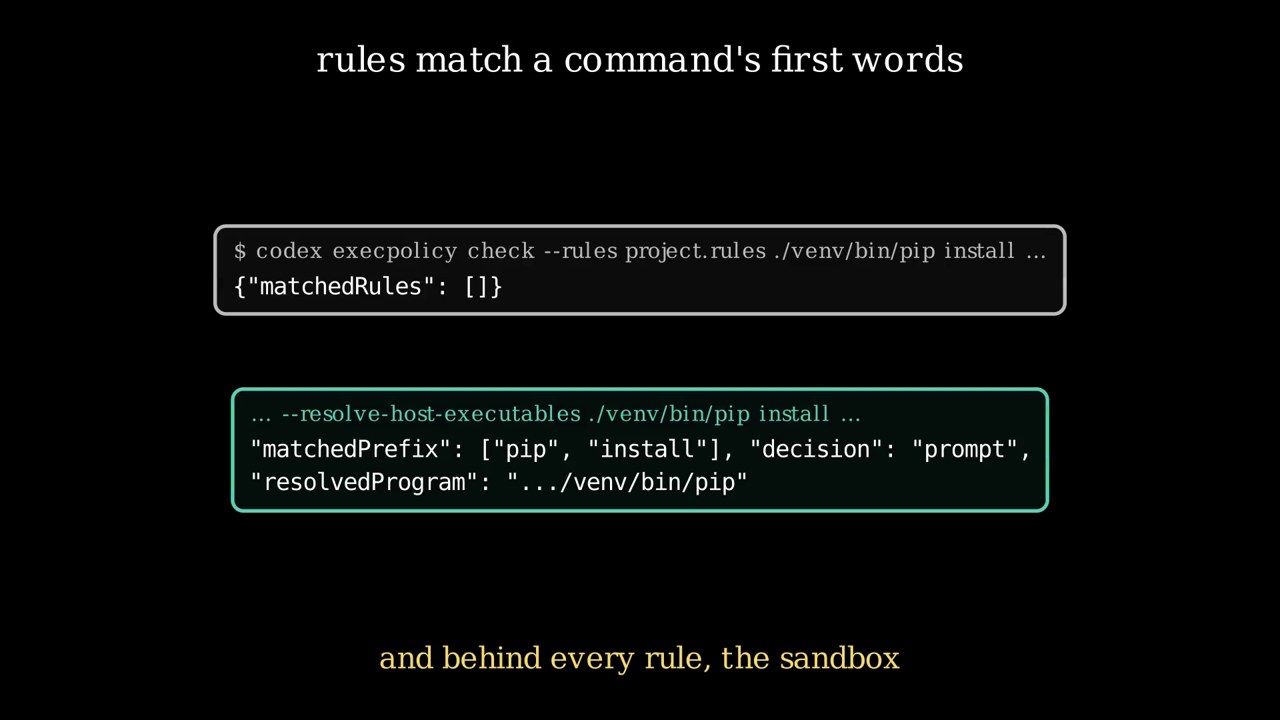 rules match a command's first words
$ codex execpolicy check --rules project.rules ./venv/bin/pip install …
{"matchedRules": []}
… --resolve-host-executables ./venv/bin/pip install …
"matchedPrefix": ["pip", "install"], "decision": "prompt",
"resolvedProgram": ".../venv/bin/pip"
and behind every rule, the sandbox